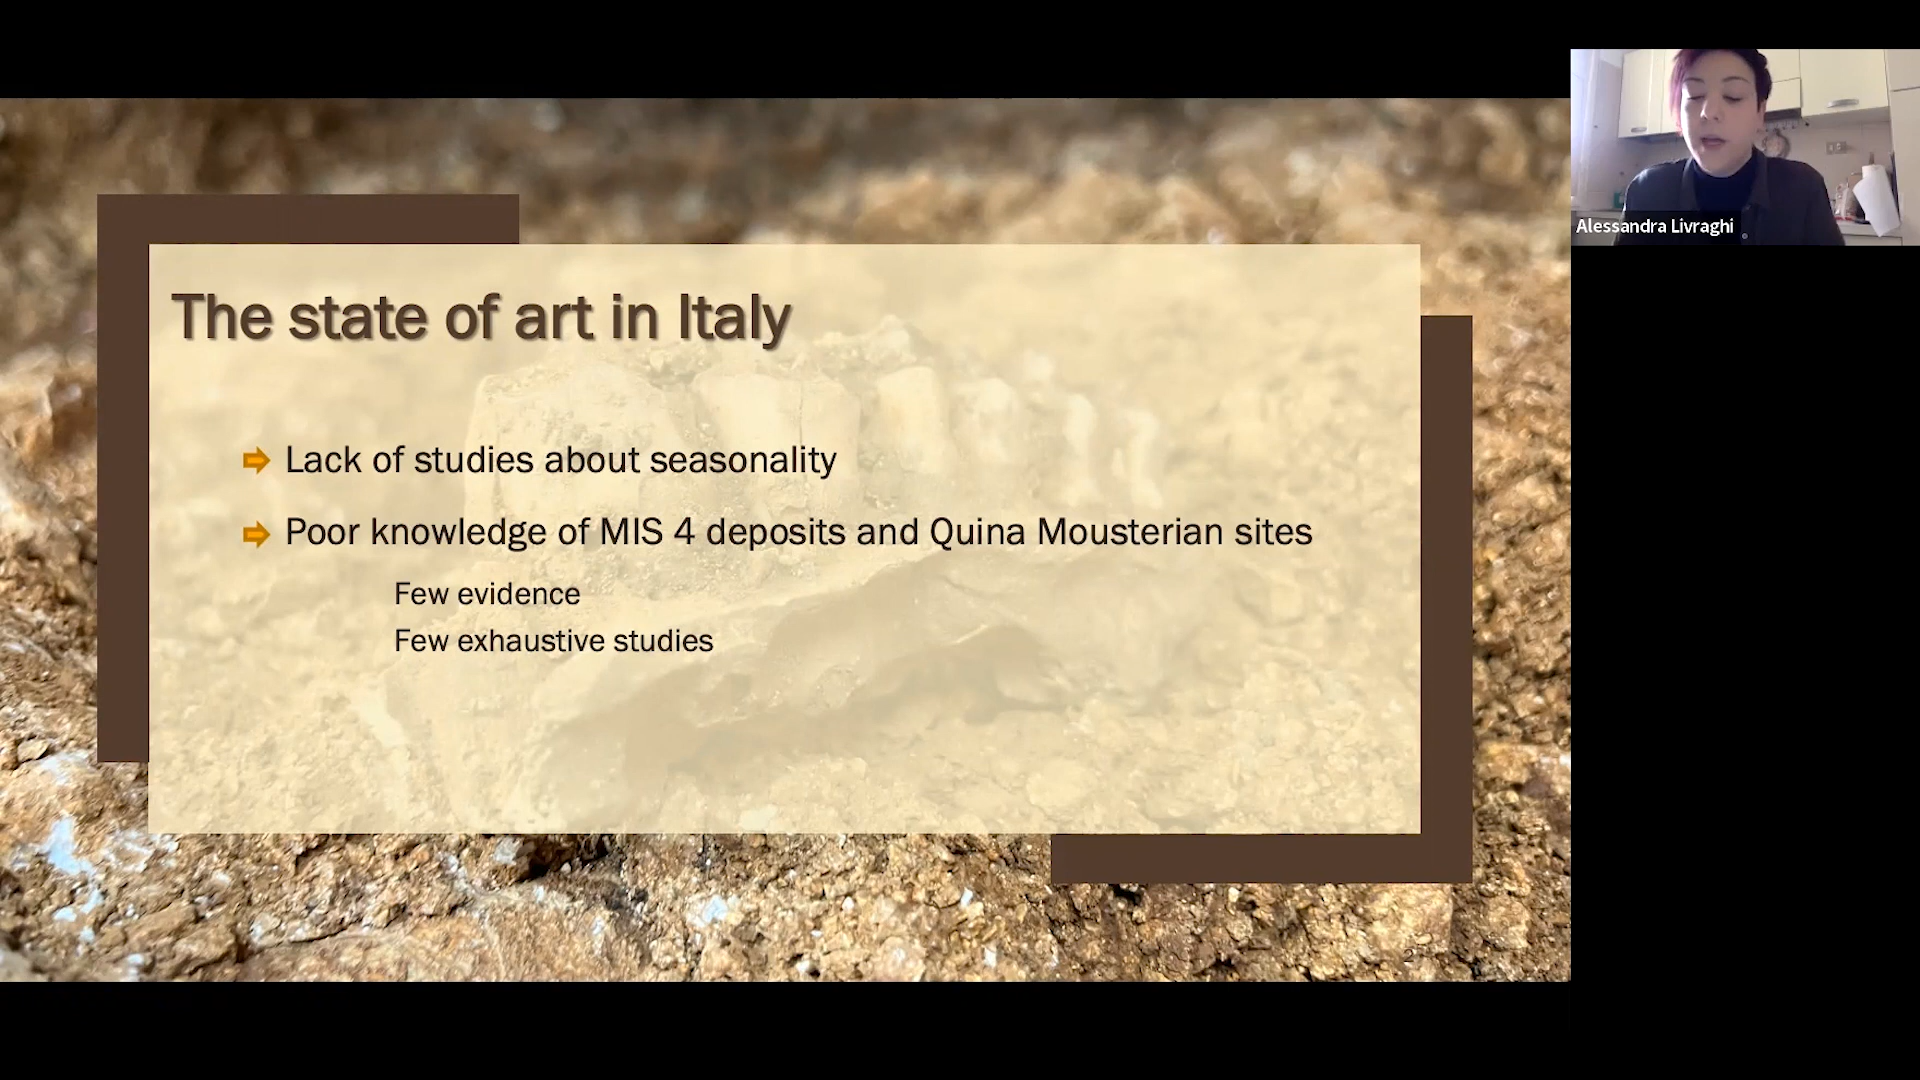 The state of art in Italy
Lack of studies about seasonality
Poor knowledge of MIS 4 deposits and Quina Mousterian sites
Few evidence
Few exhaustive studies
2
Alessandra Livraghi